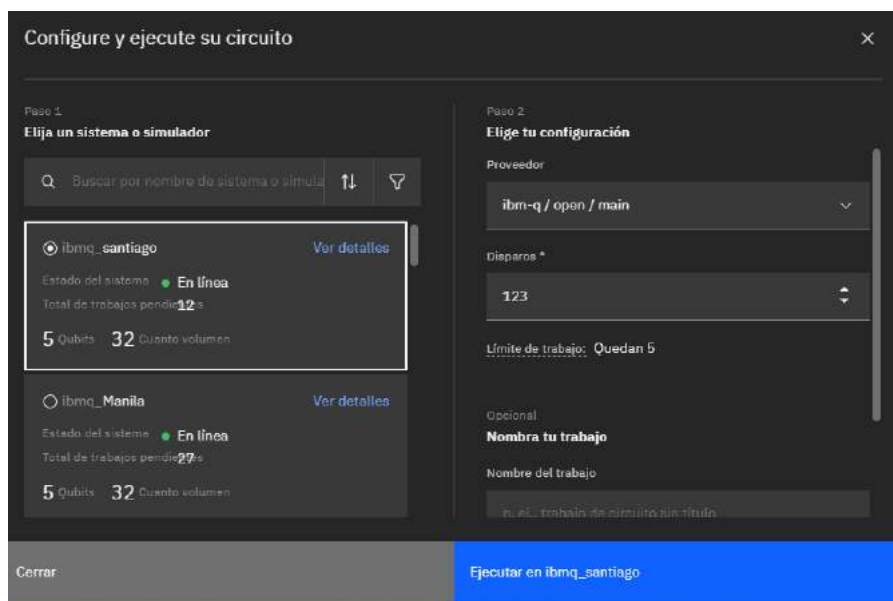 Configure y ejecute su circuito
Paso 1
Elija un sistema o simulador
Buscar por nombre de sistema o simula
ibmq_santiago
Ver detalles
Estado del sistema
En línea
Total de trabajos pendientes
12
5 Qubits
32 Cuanto volumen
ibmq_Manila
Ver detalles
Estado del sistema
En línea
Total de trabajos pendientes
27
5 Qubits
32 Cuanto volumen
Cerrar
Paso 2
Elige tu configuración
Proveedor
ibm-q / open / main
Disparos *
123
Límite de trabajo: Quedan 5
Opcional
Nombra tu trabajo
Nombre del trabajo
p. ej., trabajo de circuito sin título
Ejecutar en ibmq_santiago